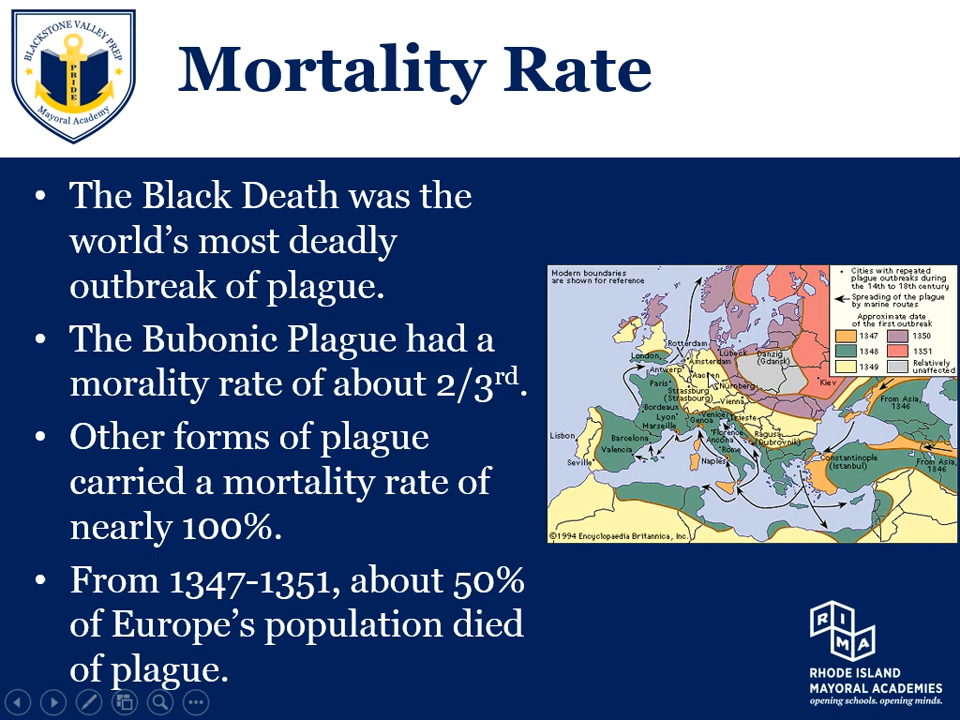 BLACKSTONE VALLEY PREP
PRIDE
Mayoral Academy
Mortality Rate
• The Black Death was the
world’s most deadly
outbreak of plague.
• The Bubonic Plague had a
morality rate of about 2/3rd.
• Other forms of plague
carried a mortality rate of
nearly 100%.
• From 1347-1351, about 50%
of Europe’s population died
of plague.
Modern boundaries
are shown for reference
• Cities with repeated
plague outbreaks during
the 14th to 18th century
Spreading of the plague
by marine routes
Approximate date
of the first outbreak
1347 1350
1348 1351
1349 Relatively
unaffected
Rotterdam
London
Amsterdam
Lübeck
Danzig
(Gdansk)
Antwerp
Aachen
Kiev
Paris
Nürnberg
Strassburg
(Strasbourg)
Vienna
From Asia,
1346
Bordeaux
Lyon
Venice
Trieste
Marseille
Genoa
Lisbon
Barcelona
Florence
Ancona
Ragusa
(Dubrovnik)
Valencia
Rome
Constantinople
(Istanbul)
Seville
Naples
From Asia,
1346
©1994 Encyclopaedia Britannica, Inc.
RIMA
RHODE ISLAND
MAYORAL ACADEMIES
opening schools. opening minds.